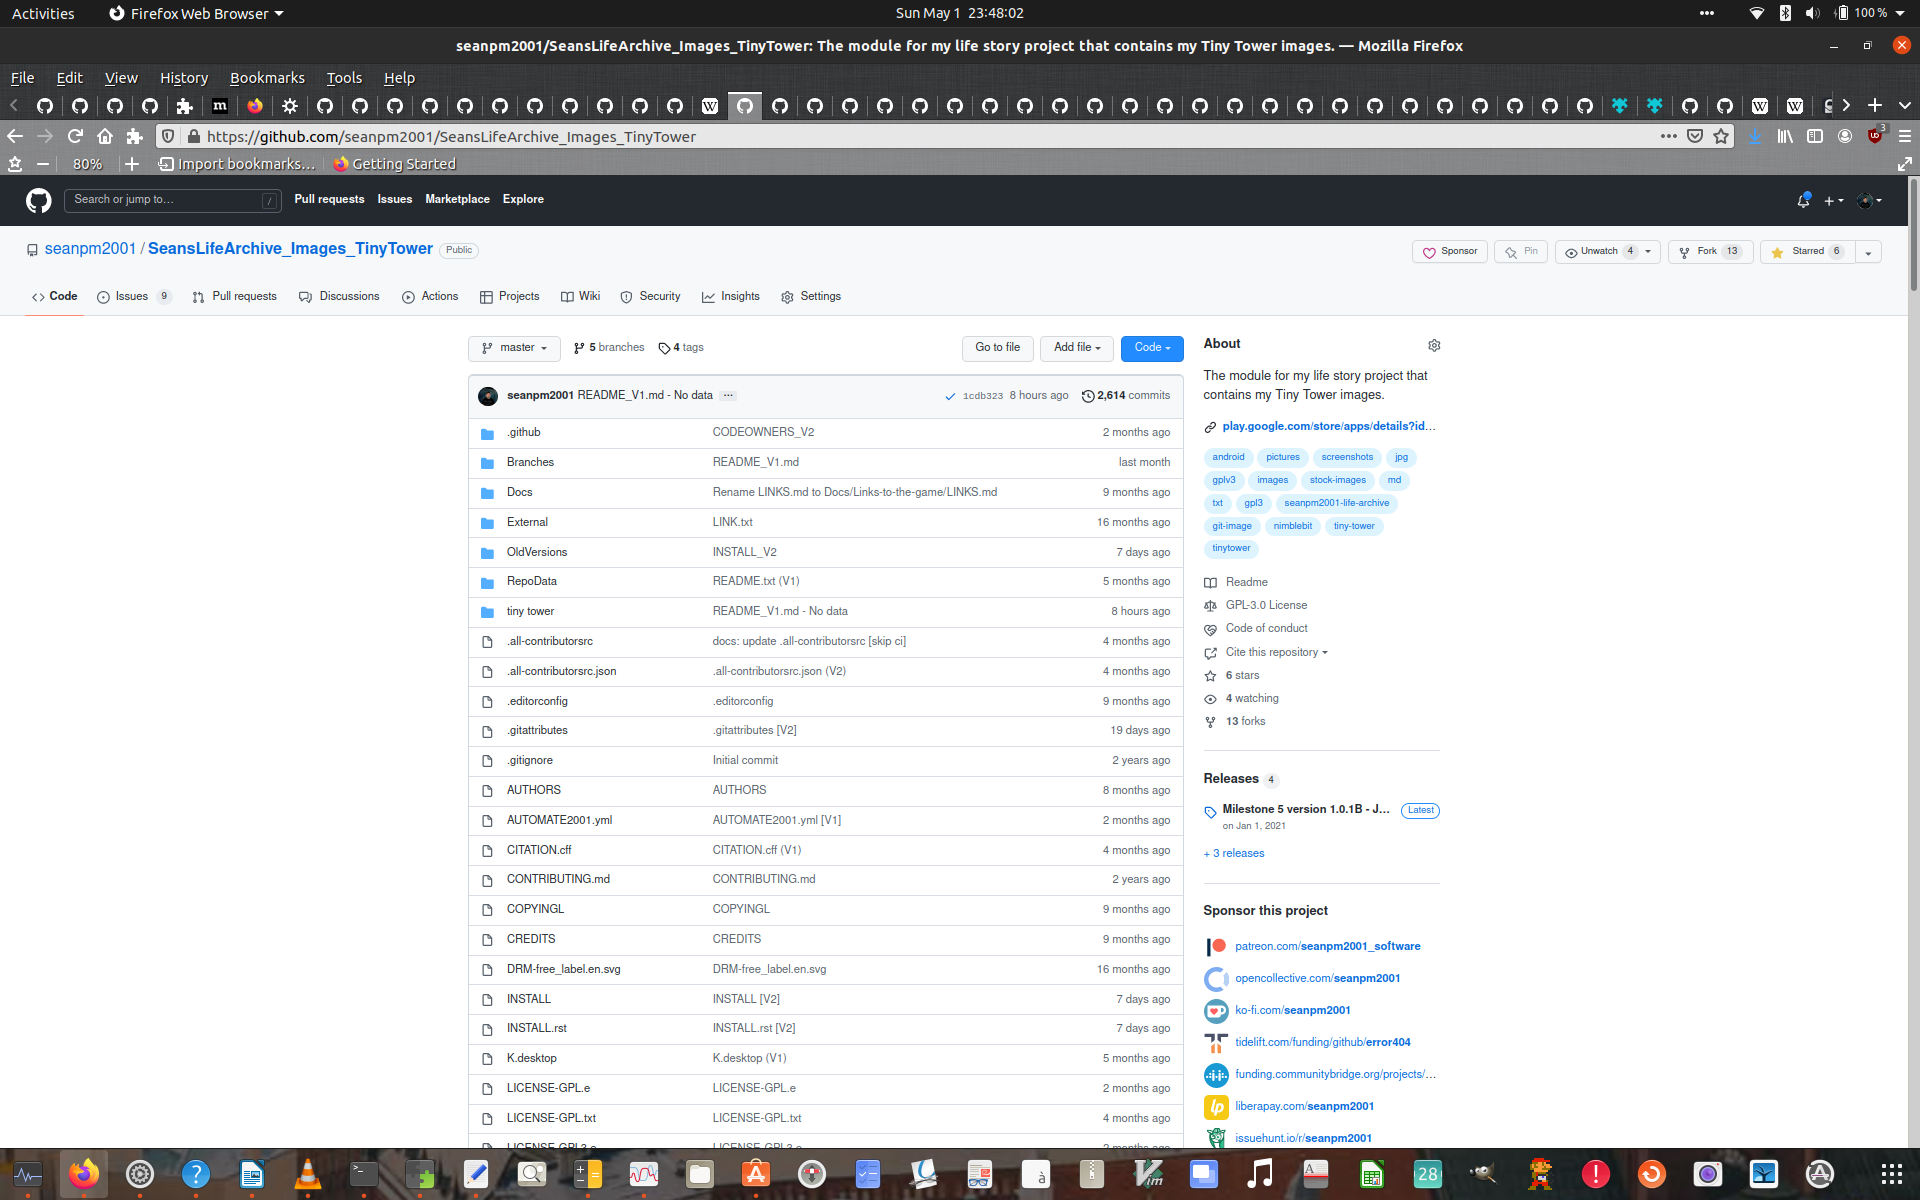 Activities
Firefox Web Browser
Sun May 1 23:48:02
100 %
seanpm2001/SeansLifeArchive_Images_TinyTower: The module for my life story project that contains my Tiny Tower images. — Mozilla Firefox
File Edit View History Bookmarks Tools Help
https://github.com/seanpm2001/SeansLifeArchive_Images_TinyTower
3
80%
Import bookmarks...
Getting Started
Search or jump to...
/
Pull requests Issues Marketplace Explore
seanpm2001 / SeansLifeArchive_Images_TinyTower Public
Sponsor
Pin
Unwatch 4
Fork 13
Starred 6
Code
Issues 9
Pull requests
Discussions
Actions
Projects
Wiki
Security
Insights
Settings
master
5 branches
4 tags
Go to file
Add file
Code
seanpm2001 README_V1.md - No data
1cdb323 8 hours ago
2,614 commits
.github CODEOWNERS_V2 2 months ago
Branches README_V1.md last month
Docs Rename LINKS.md to Docs/Links-to-the-game/LINKS.md 9 months ago
External LINK.txt 16 months ago
OldVersions INSTALL_V2 7 days ago
RepoData README.txt (V1) 5 months ago
tiny tower README_V1.md - No data 8 hours ago
.all-contributorsrc docs: update .all-contributorsrc [skip ci] 4 months ago
.all-contributorsrc.json .all-contributorsrc.json (V2) 4 months ago
.editorconfig .editorconfig 9 months ago
.gitattributes .gitattributes [V2] 19 days ago
.gitignore Initial commit 2 years ago
AUTHORS AUTHORS 8 months ago
AUTOMATE2001.yml AUTOMATE2001.yml [V1] 2 months ago
CITATION.cff CITATION.cff (V1) 4 months ago
CONTRIBUTING.md CONTRIBUTING.md 2 years ago
COPYINGL COPYINGL 9 months ago
CREDITS CREDITS 9 months ago
DRM-free_label.en.svg DRM-free_label.en.svg 16 months ago
INSTALL INSTALL [V2] 7 days ago
INSTALL.rst INSTALL.rst [V2] 7 days ago
K.desktop K.desktop (V1) 5 months ago
LICENSE-GPL.e LICENSE-GPL.e 2 months ago
LICENSE-GPL.txt LICENSE-GPL.txt 4 months ago
About
The module for my life story project that
contains my Tiny Tower images.
play.google.com/store/apps/details?id...
android pictures screenshots jpg
gplv3 images stock-images md
txt gpl3 seanpm2001-life-archive
git-image nimblebit tiny-tower
tinytower
Readme
GPL-3.0 License
Code of conduct
Cite this repository
6 stars
4 watching
13 forks
Releases 4
Milestone 5 version 1.0.1B - J... Latest
on Jan 1, 2021
+ 3 releases
Sponsor this project
patreon.com/seanpm2001_software
opencollective.com/seanpm2001
ko-fi.com/seanpm2001
tidelift.com/funding/github/error404
funding.communitybridge.org/projects/...
liberapay.com/seanpm2001
issuehunt.io/r/seanpm2001
28